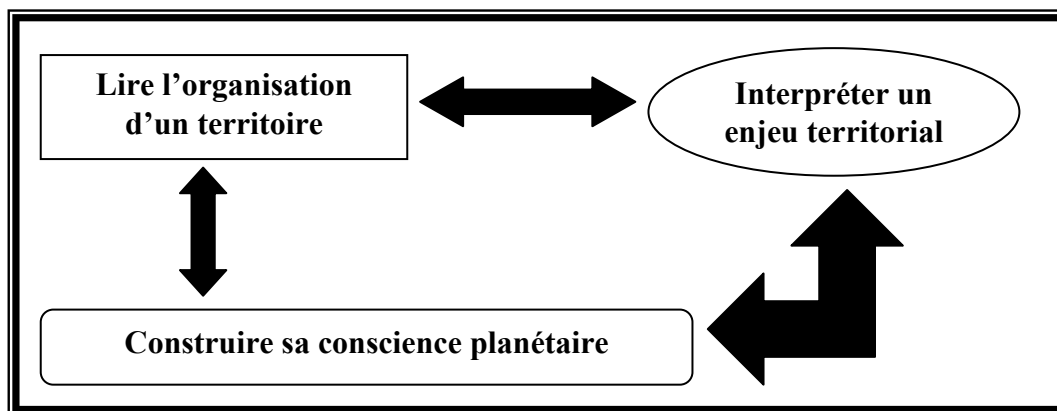 Lire l’organisation
d’un territoire
Interpréter un
enjeu territorial
Construire sa conscience planétaire